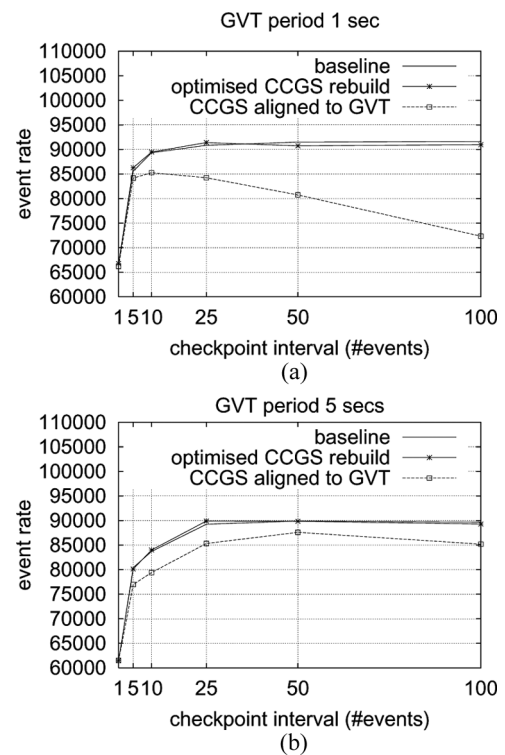 GVT period 1 sec
110000
105000
100000
95000
90000
85000
80000
75000
70000
65000
60000
event rate
baseline
optimised CCGS rebuild
CCGS aligned to GVT
1 5 10 25 50 100
checkpoint interval (#events)
(a)
GVT period 5 secs
110000
105000
100000
95000
90000
85000
80000
75000
70000
65000
60000
event rate
baseline
optimised CCGS rebuild
CCGS aligned to GVT
1 5 10 25 50 100
checkpoint interval (#events)
(b)